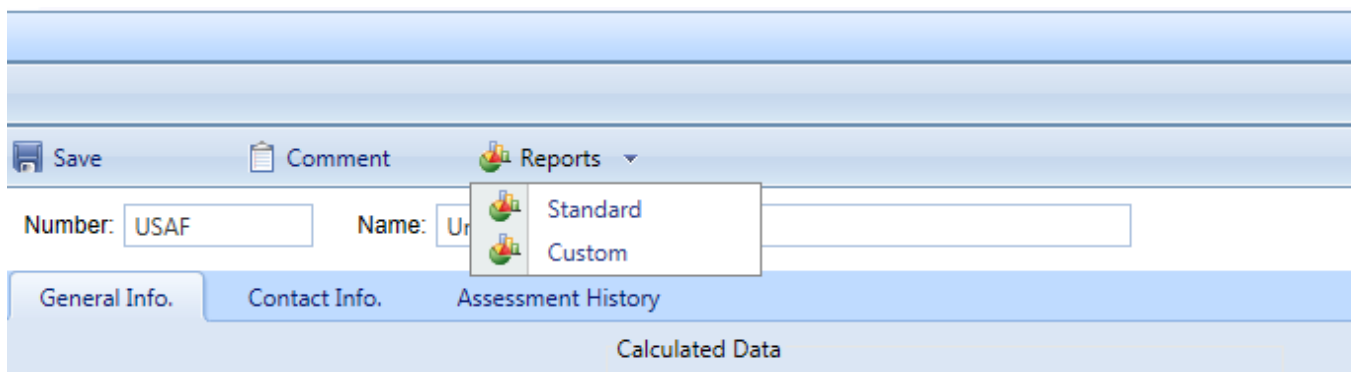 Save Comment Reports
Standard
Number: USAF Name:
Custom
General Info. Contact Info. Assessment History
Calculated Data